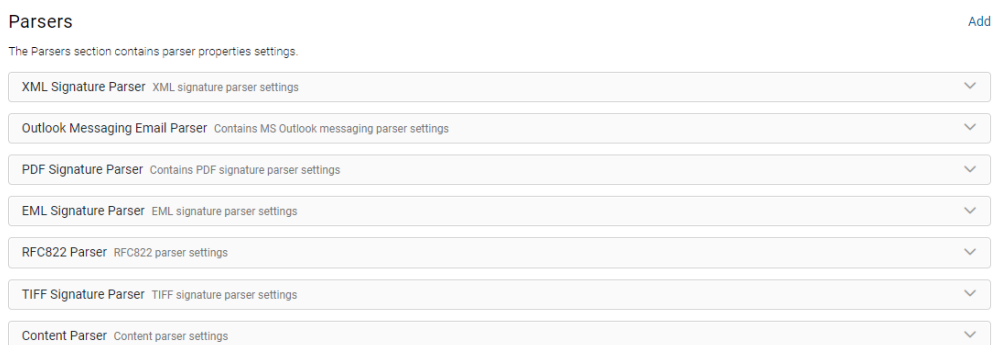 Parsers
Add
The Parsers section contains parser properties settings.
XML Signature Parser XML signature parser settings
Outlook Messaging Email Parser Contains MS Outlook messaging parser settings
PDF Signature Parser Contains PDF signature parser settings
EML Signature Parser EML signature parser settings
RFC822 Parser RFC822 parser settings
TIFF Signature Parser TIFF signature parser settings
Content Parser Content parser settings